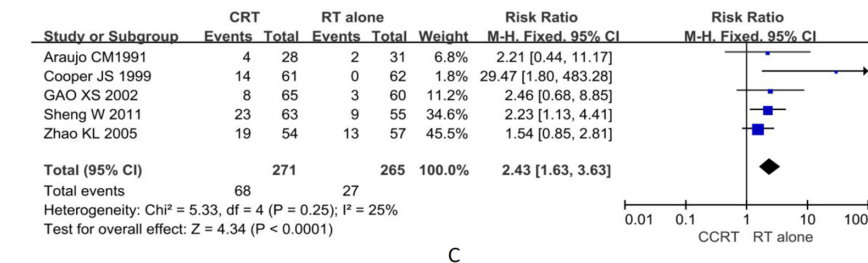 CRT RT alone Risk Ratio Risk Ratio
Study or Subgroup Events Total Events Total Weight M-H. Fixed. 95% CI M-H. Fixed. 95% CI
Araujo CM1991 4 28 2 31 6.8% 2.21 [0.44, 11.17]
Cooper JS 1999 14 61 0 62 1.8% 29.47 [1.80, 483.28]
GAO XS 2002 8 65 3 60 11.2% 2.46 [0.68, 8.85]
Sheng W 2011 23 63 9 55 34.6% 2.23 [1.13, 4.41]
Zhao KL 2005 19 54 13 57 45.5% 1.54 [0.85, 2.81]
Total (95% CI) 271 265 100.0% 2.43 [1.63, 3.63]
Total events 68 27
Heterogeneity: Chi² = 5.33, df = 4 (P = 0.25); I² = 25%
Test for overall effect: Z = 4.34 (P < 0.0001)
0.01 0.1 1 10 100
CCRT RT alone
C